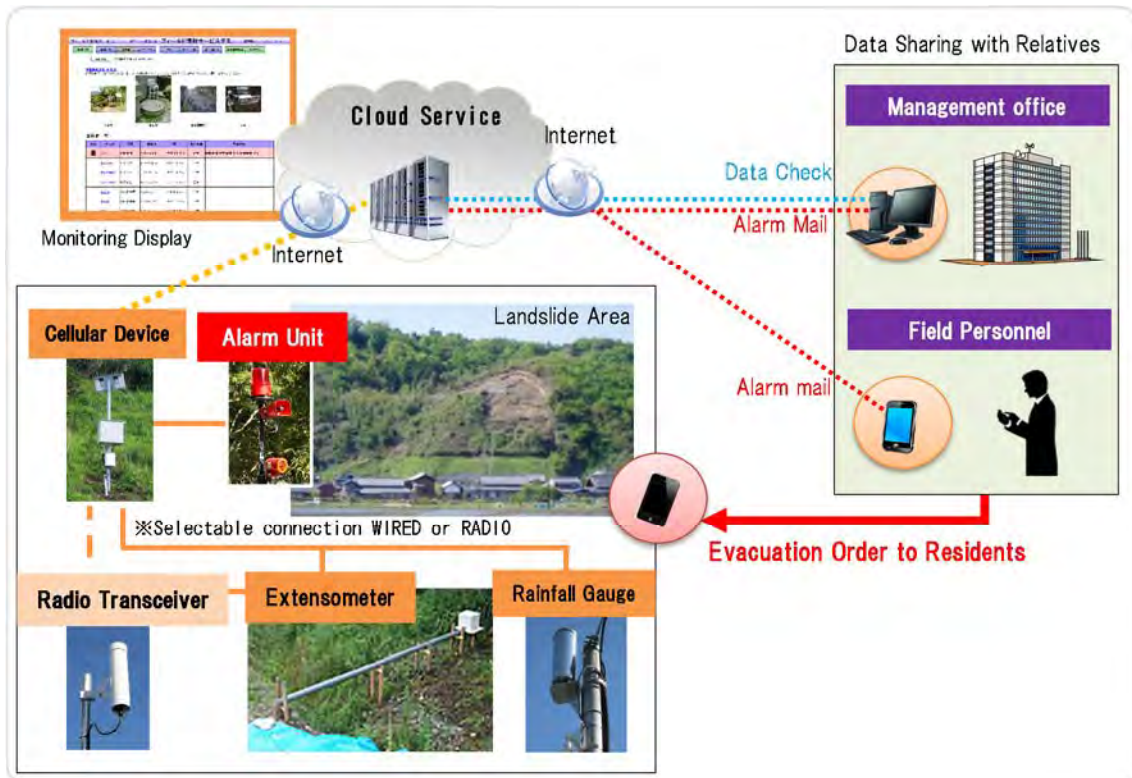 Data Sharing with Relatives
Management office
Cloud Service
Internet
Data Check
Alarm Mail
Monitoring Display
Internet
Landslide Area
Cellular Device
Alarm Unit
Field Personnel
Alarm mail
※Selectable connection WIRED or RADIO
Evacuation Order to Residents
Radio Transceiver
Extensometer
Rainfall Gauge